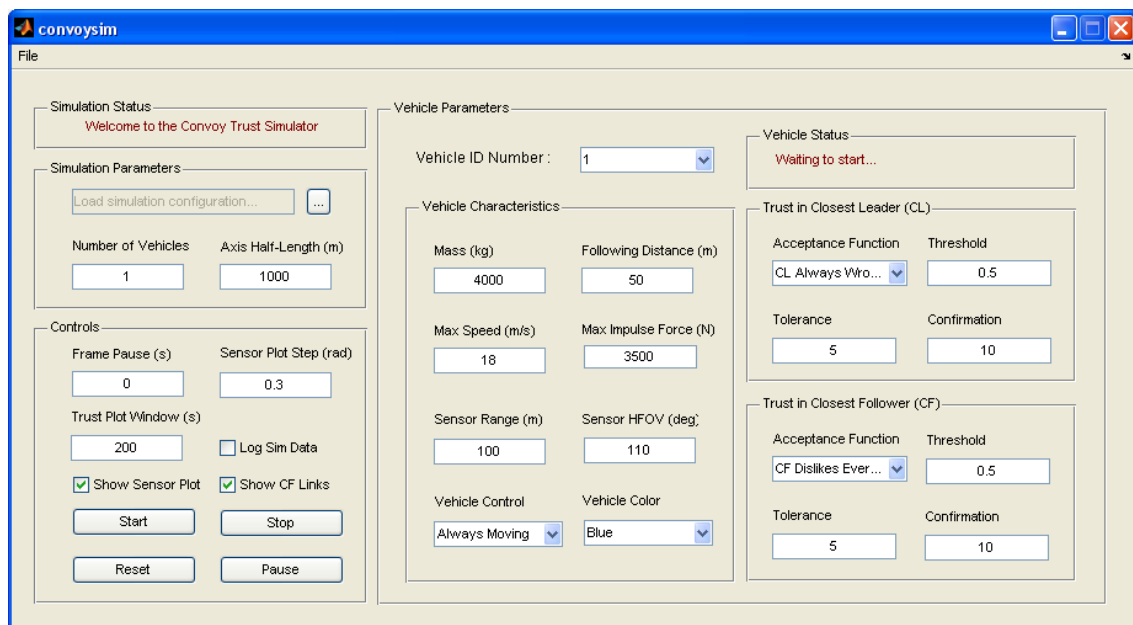 convoysim
File
Simulation Status
Welcome to the Convoy Trust Simulator
Simulation Parameters
Load simulation configuration...
...
Number of Vehicles
Axis Half-Length (m)
1
1000
Controls
Frame Pause (s)
Sensor Plot Step (rad)
0
0.3
Trust Plot Window (s)
200
Log Sim Data
Show Sensor Plot
Show CF Links
Start
Stop
Reset
Pause
Vehicle Parameters
Vehicle ID Number :
1
Vehicle Characteristics
Mass (kg)
Following Distance (m)
4000
50
Max Speed (m/s)
Max Impulse Force (N)
18
3500
Sensor Range (m)
Sensor HFOV (deg)
100
110
Vehicle Control
Vehicle Color
Always Moving
Blue
Vehicle Status
Waiting to start...
Trust in Closest Leader (CL)
Acceptance Function
Threshold
CL Always Wro...
0.5
Tolerance
Confirmation
5
10
Trust in Closest Follower (CF)
Acceptance Function
Threshold
CF Dislikes Ever...
0.5
Tolerance
Confirmation
5
10